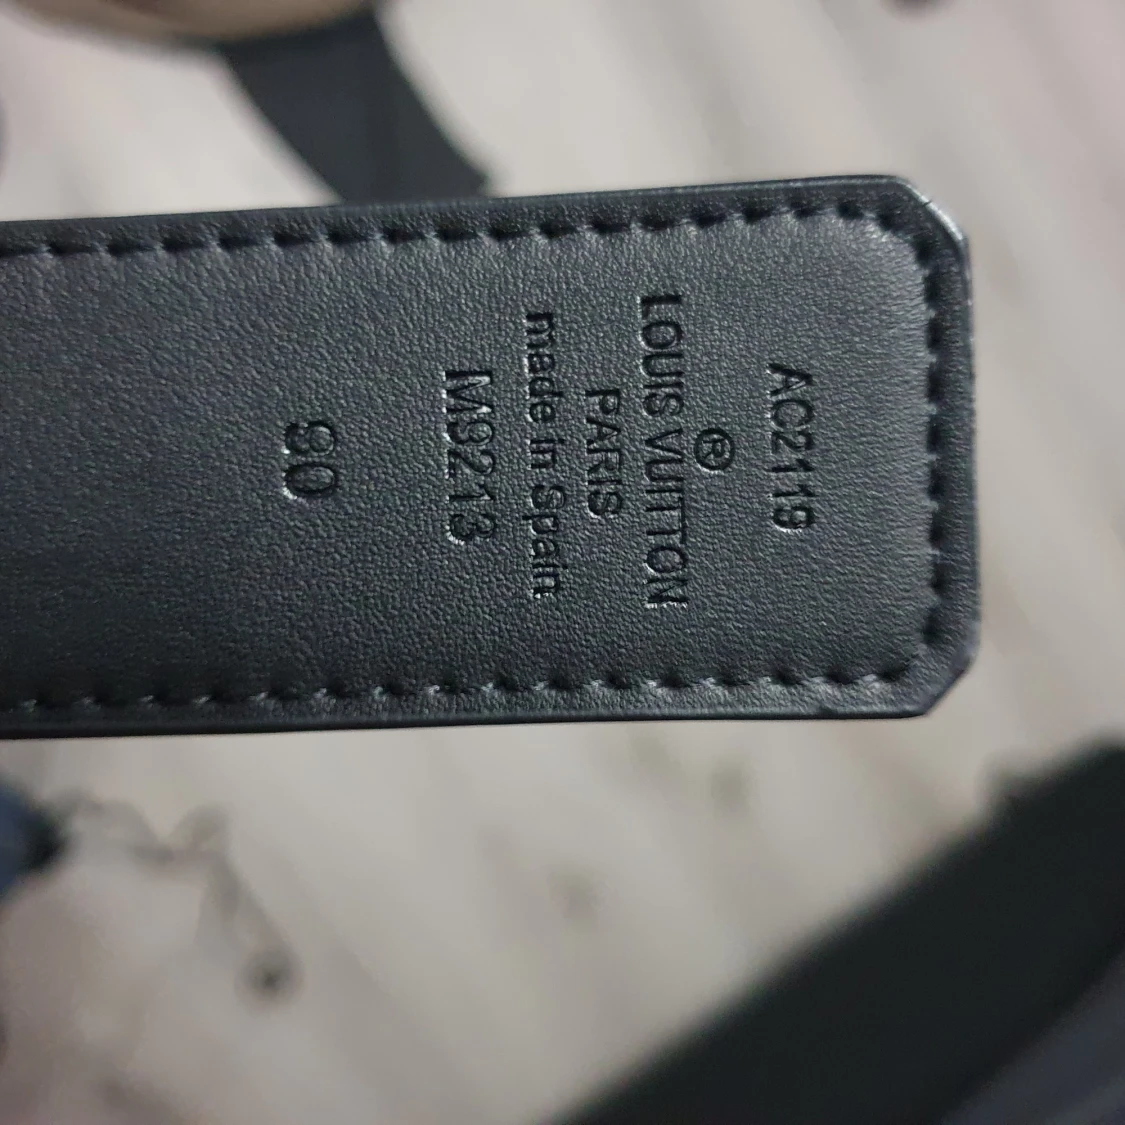 AC2119
®
LOUIS VUITTON
PARIS
made in Spain
M9213
90